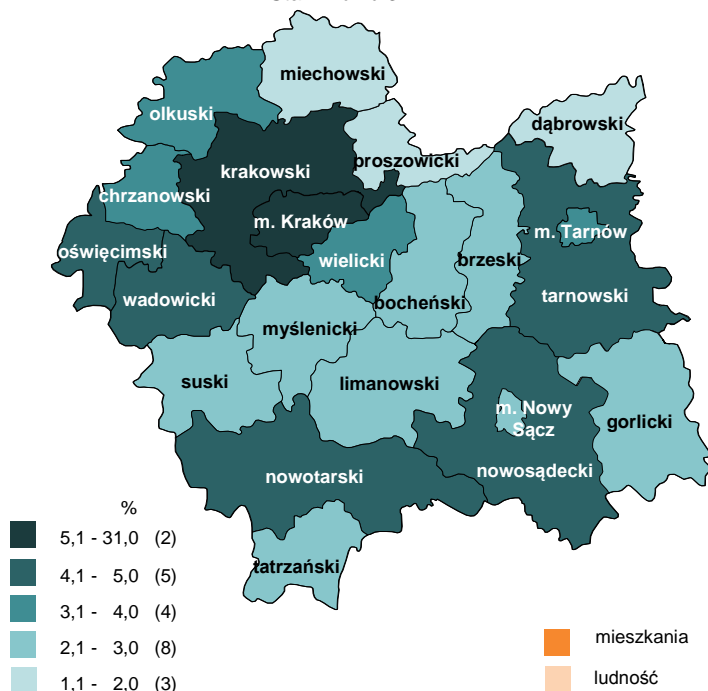 miechowski
olkuski
dąbrowski
proszowicki
krakowski
chrzanowski
m. Kraków
m. Tarnów
oświęcimski
wielicki
brzeski
wadowicki
bocheński
tarnowski
myślenicki
suski
limanowski
m. Nowy
Sącz
gorlicki
nowotarski
nowosądecki
tatrzański
%
5,1 - 31,0 (2)
4,1 - 5,0 (5)
3,1 - 4,0 (4)
2,1 - 3,0 (8)
1,1 - 2,0 (3)
mieszkania
ludność